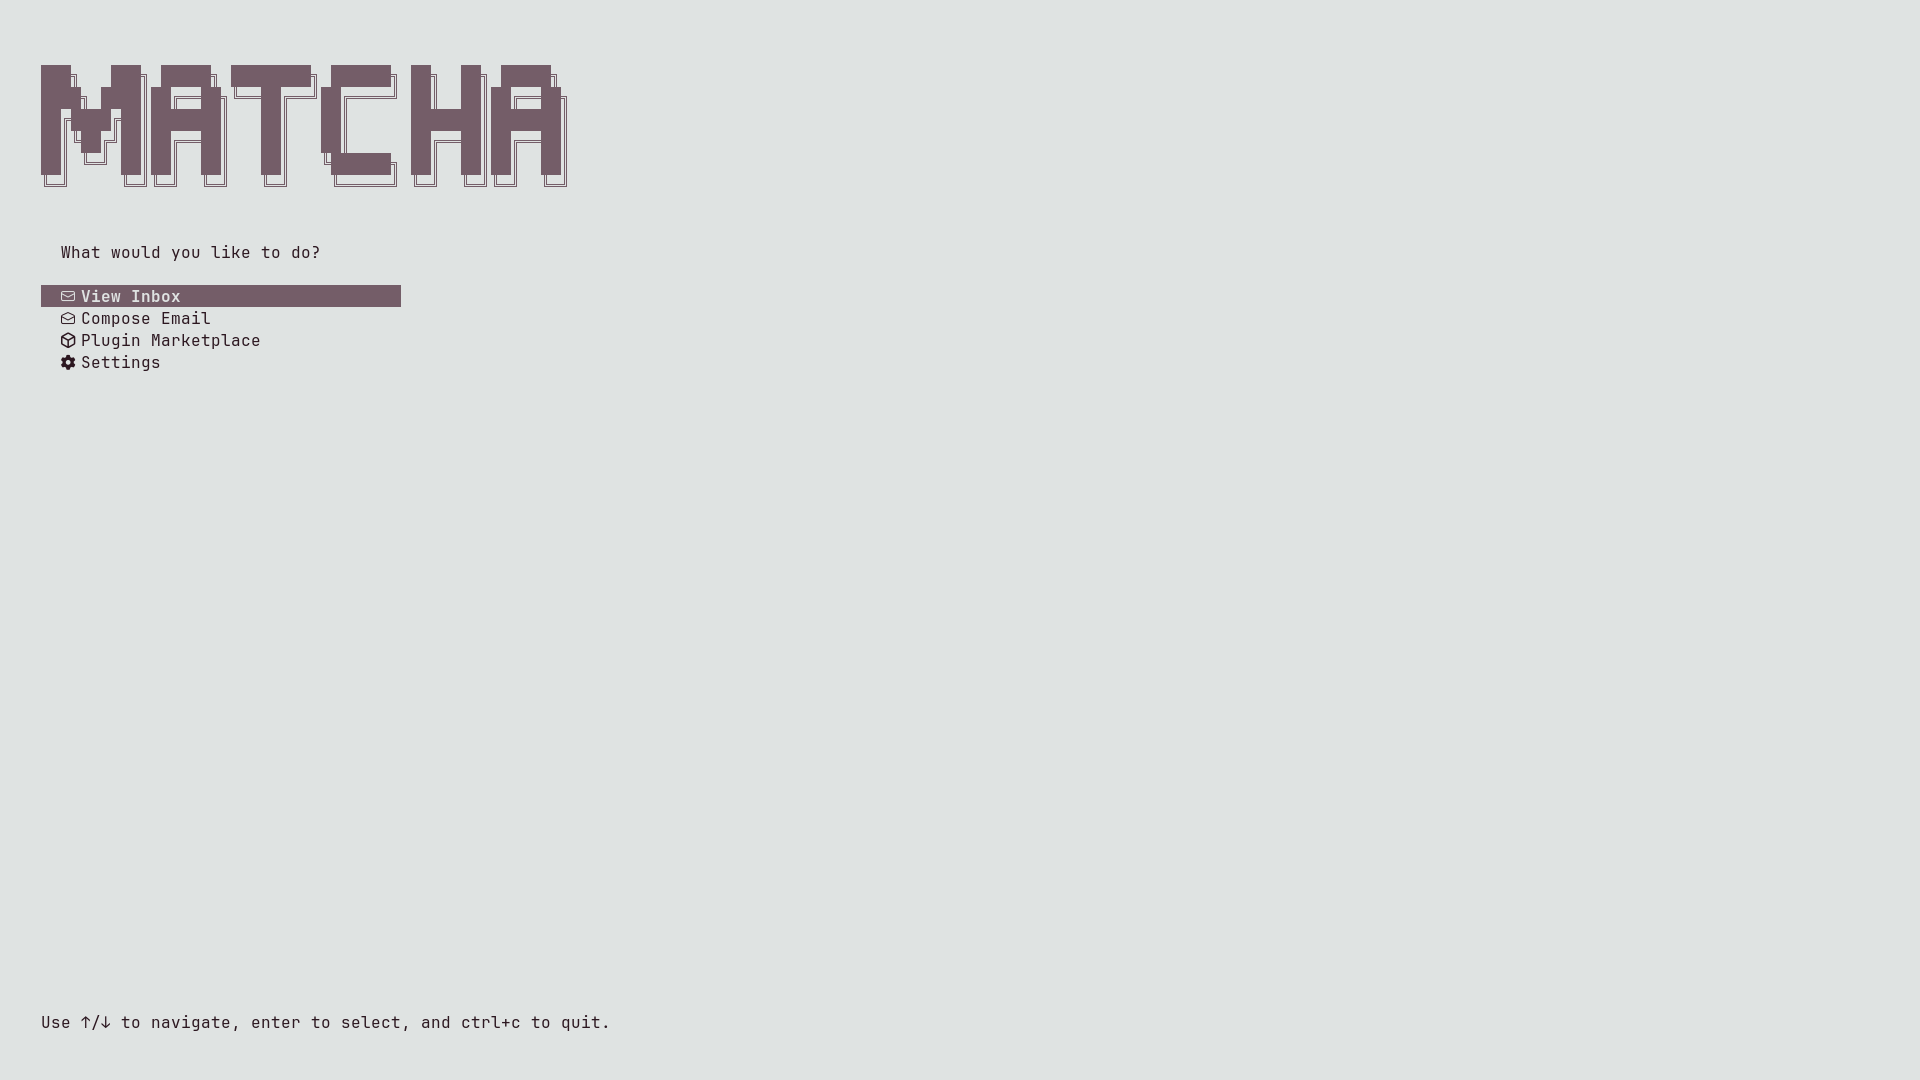 MATCHA
What would you like to do?
View Inbox
Compose Email
Plugin Marketplace
Settings
Use ↑/↓ to navigate, enter to select, and ctrl+c to quit.